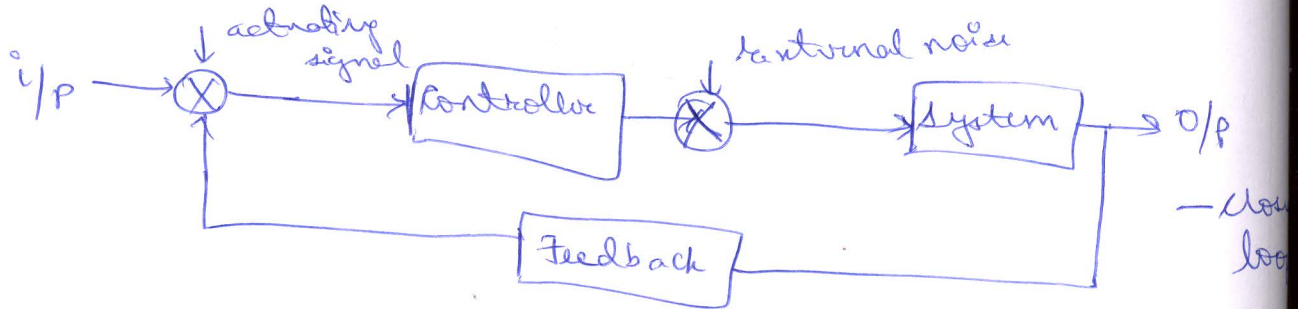 actuating
signal
i/p
Controller
external noise
System
O/p
Feedback